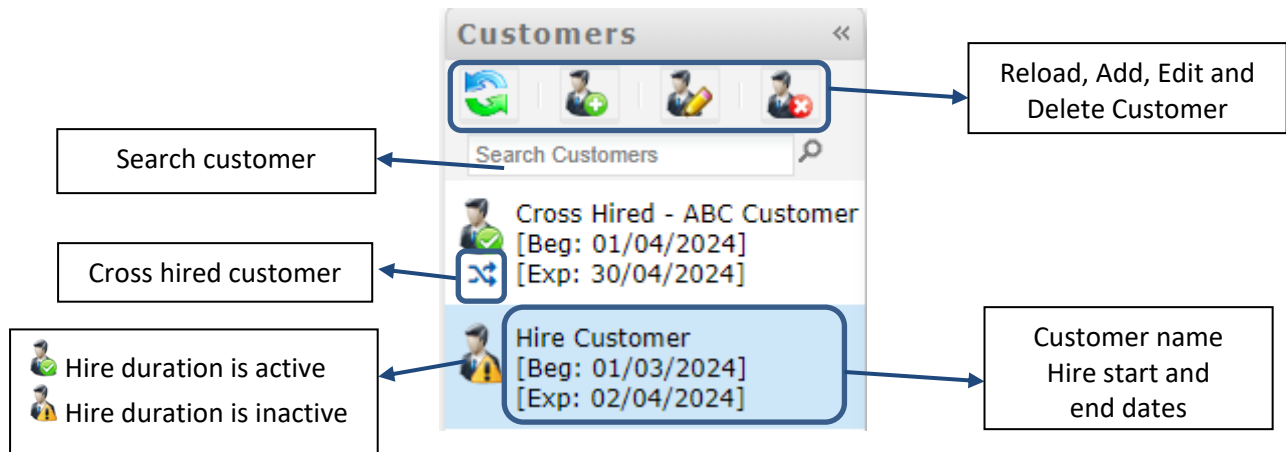 Customers
Reload, Add, Edit and
Delete Customer
Search customer
Search Customers
Cross Hired - ABC Customer
[Beg: 01/04/2024]
[Exp: 30/04/2024]
Cross hired customer
Hire Customer
[Beg: 01/03/2024]
[Exp: 02/04/2024]
Hire duration is active
Hire duration is inactive
Customer name
Hire start and
end dates